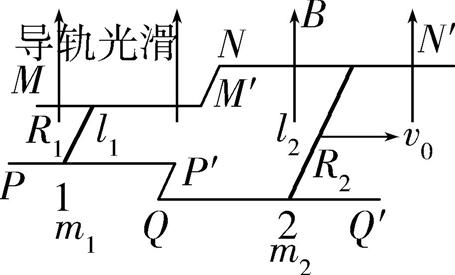 导轨光滑 N B N′
M M′
R₁ l₁ l₂ v₀
P P′ R₂
1 Q 2 Q′
m₁ m₂